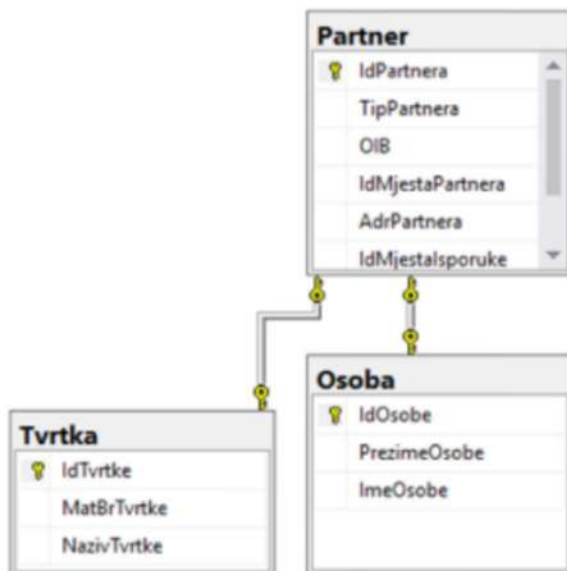 Partner
IdPartnera
TipPartnera
OIB
IdMjestaPartnera
AdrPartnera
IdMjestaIsporuke
Osoba
IdOsobe
PrezimeOsobe
ImeOsobe
Tvrtka
IdTvrtke
MatBrTvrtke
NazivTvrtke